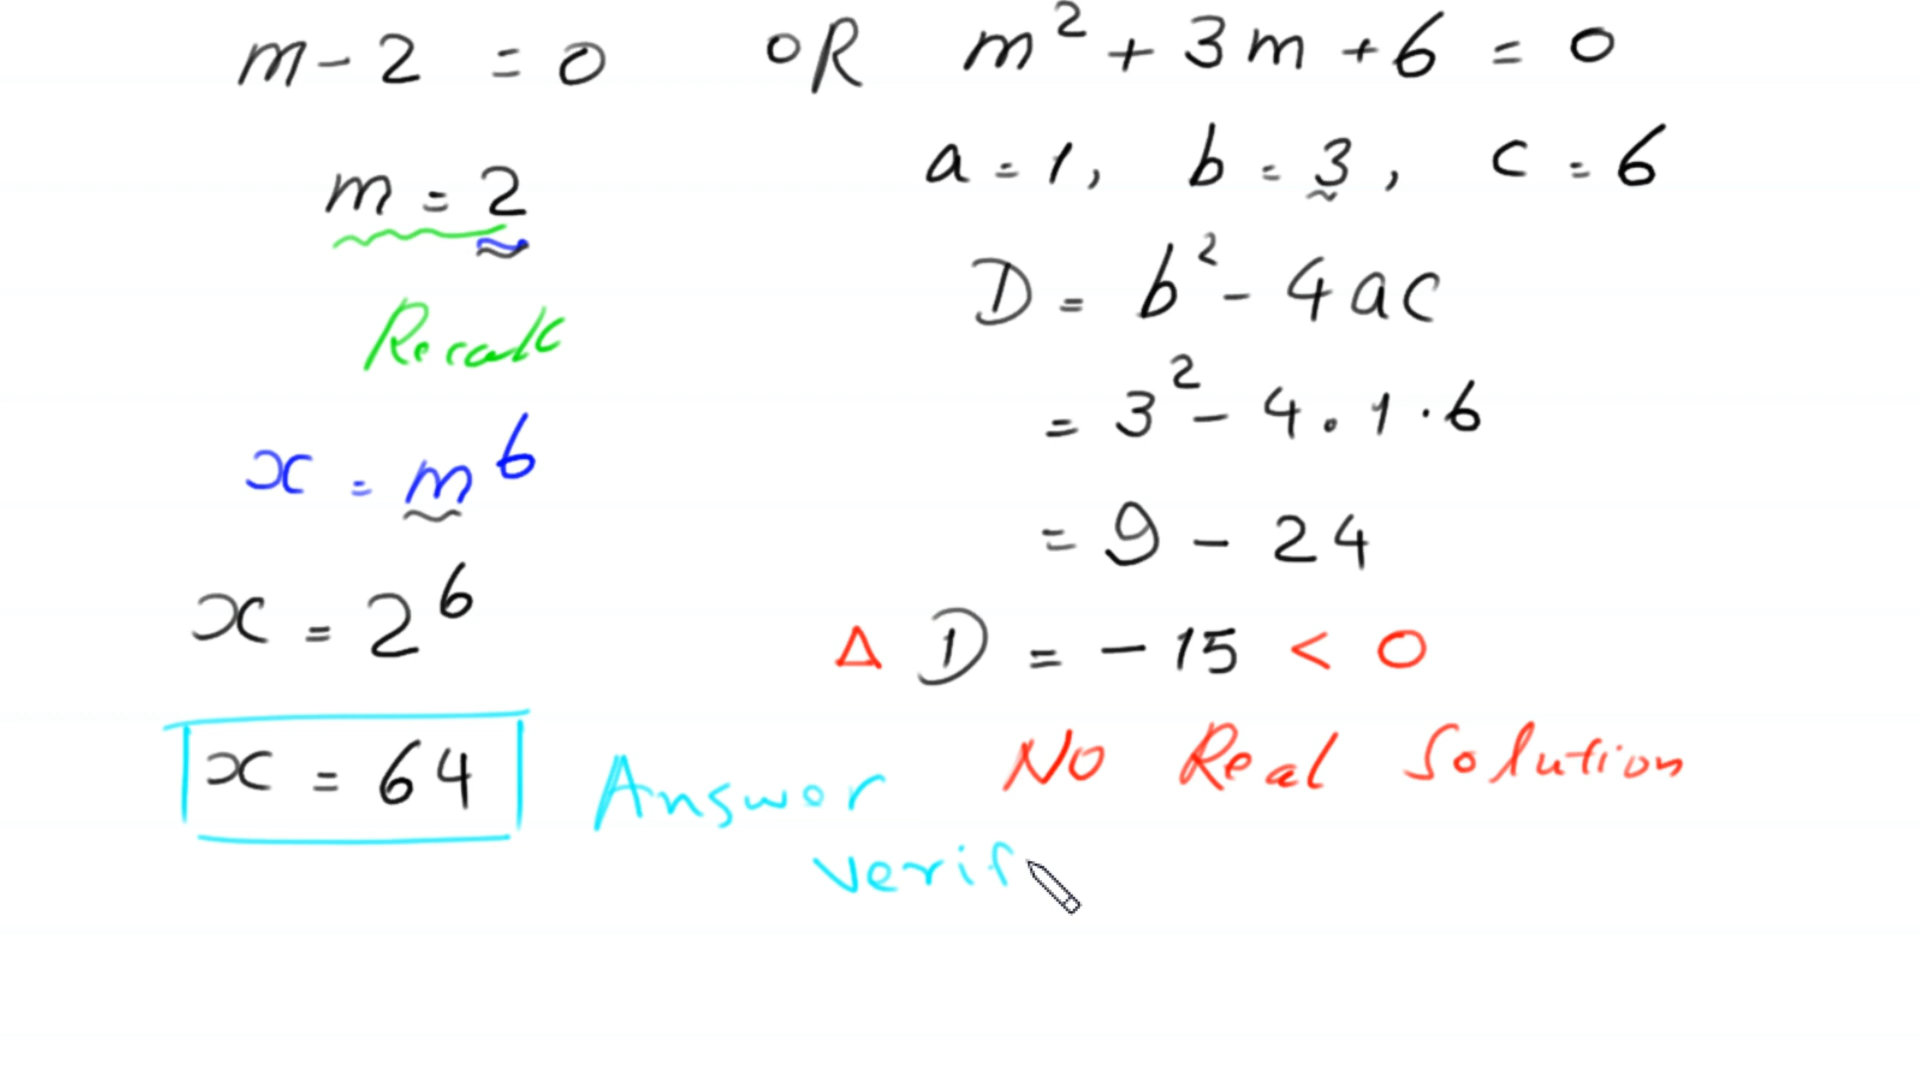 m - 2 = 0 OR m² + 3m + 6 = 0
a = 1, b = 3, c = 6
m = 2
D = b² - 4ac
Recall
= 3² - 4 . 1 . 6
x = m⁶
= 9 - 24
x = 2⁶
Δ D = - 15 < 0
x = 64 Answer
No Real Solution
verif